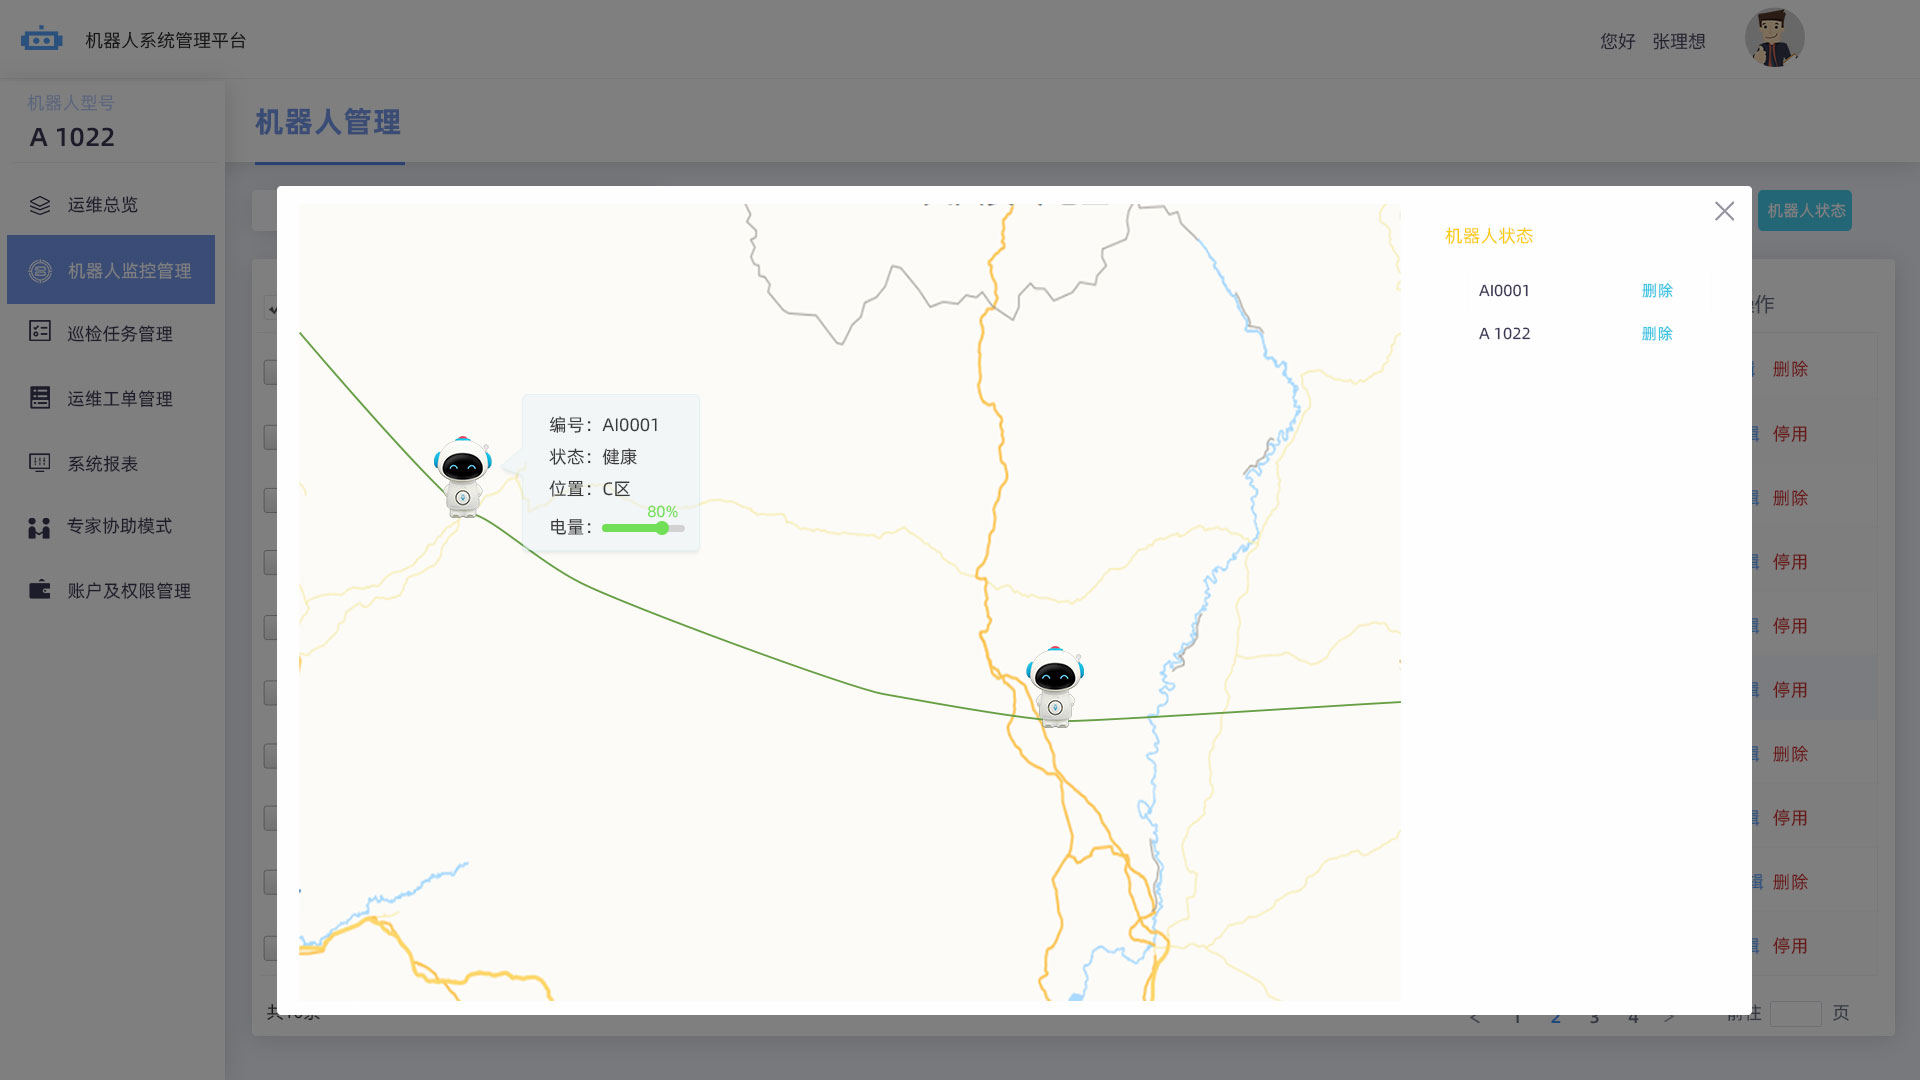 机器人系统管理平台
您好 张理想
机器人型号
A 1022
机器人管理
运维总览
机器人监控管理
巡检任务管理
运维工单管理
系统报表
专家协助模式
账户及权限管理
机器人状态
机器人状态
AI0001 删除
A 1022 删除
编号：AI0001
状态：健康
位置：C区
80%
电量：
作
删除
停用
删除
停用
停用
停用
删除
停用
删除
停用
< 1 2 3 4 > 前往 页